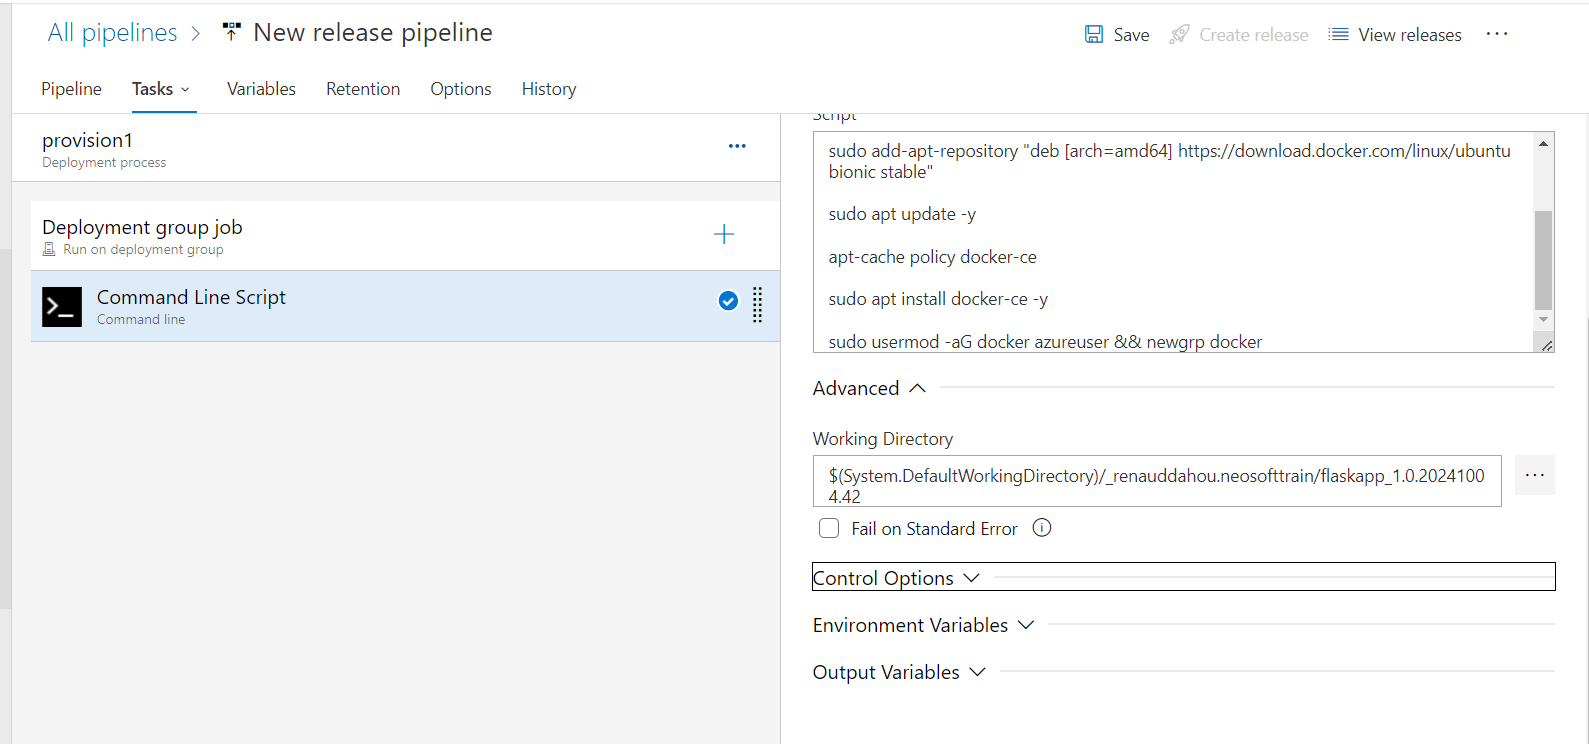 All pipelines > New release pipeline
Save
Create release
View releases
Pipeline
Tasks
Variables
Retention
Options
History
provision1
Deployment process
Deployment group job
Run on deployment group
Command Line Script
Command line
Script
sudo add-apt-repository "deb [arch=amd64] https://download.docker.com/linux/ubuntu
bionic stable"
sudo apt update -y
apt-cache policy docker-ce
sudo apt install docker-ce -y
sudo usermod -aG docker azureuser && newgrp docker
Advanced
Working Directory
$(System.DefaultWorkingDirectory)/_renauddahou.neosofttrain/flaskapp_1.0.2024100
4.42
Fail on Standard Error
Control Options
Environment Variables
Output Variables